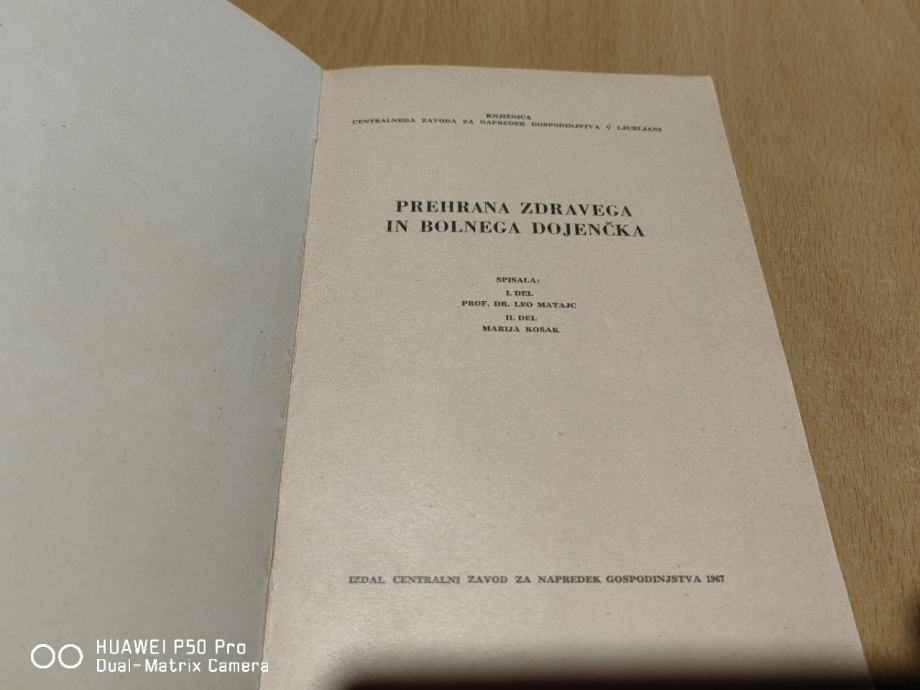 KNJIŽNICA
CENTRALNEGA ZAVODA ZA NAPREDEK GOSPODINJSTVA V LJUBLJANI
PREHRANA ZDRAVEGA
IN BOLNEGA DOJENČKA
SPISALA:
I. DEL
PROF. DR. LEO MATAJC
II. DEL
MARIJA KOŠAK
IZDAL CENTRALNI ZAVOD ZA NAPREDEK GOSPODINJSTVA 1967
HUAWEI P50 Pro
Dual-Matrix Camera